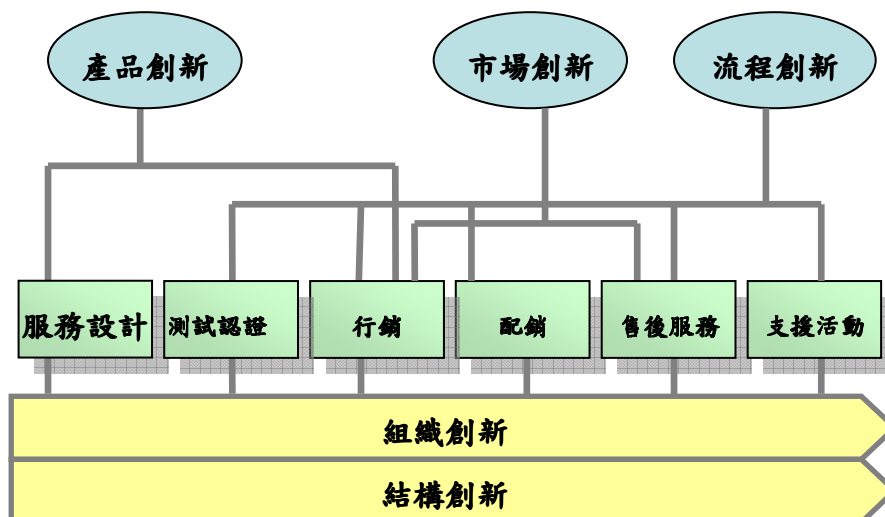 產品創新
市場創新
流程創新
服務設計
測試認證
行銷
配銷
售後服務
支援活動
組織創新
結構創新